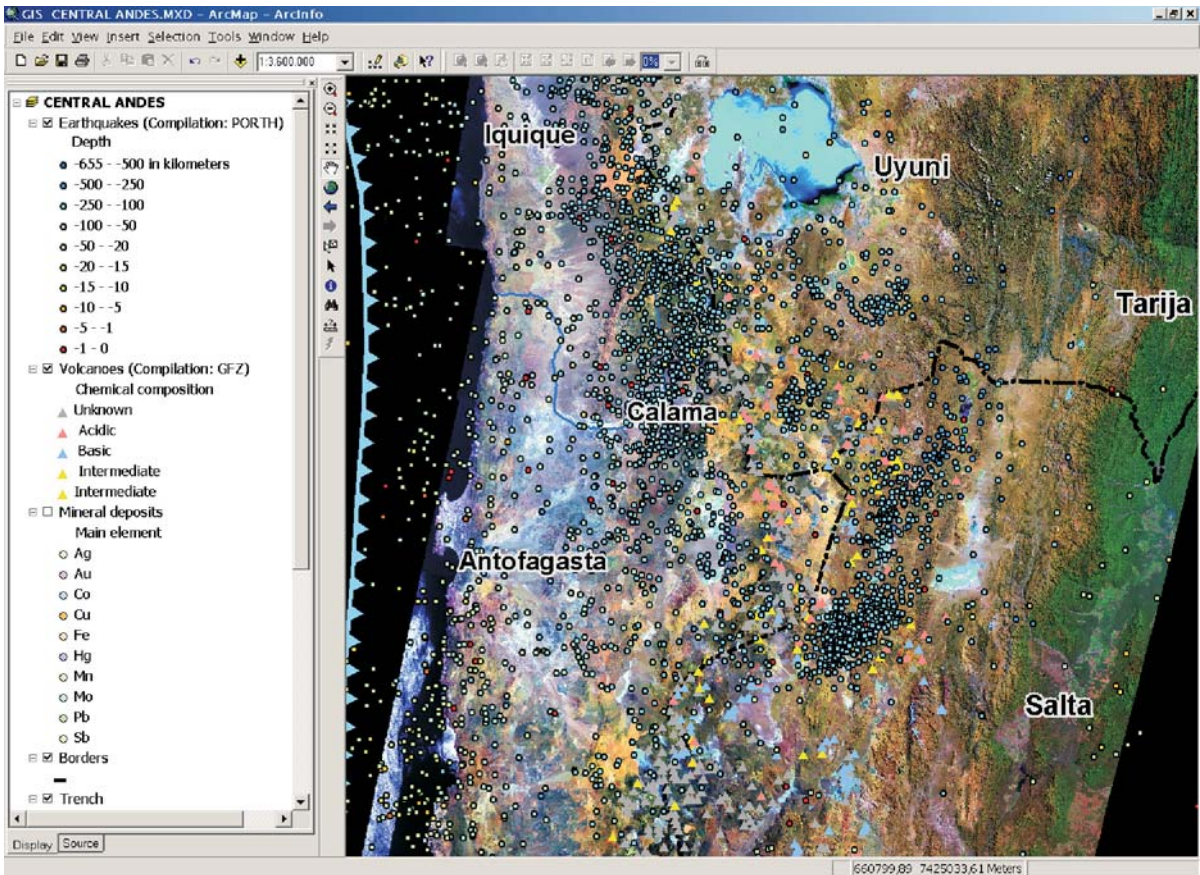 GIS CENTRAL ANDES.MXD - ArcMap - ArcInfo
File Edit View Insert Selection Tools Window Help
1:3.600.000
0%
CENTRAL ANDES
Earthquakes (Compilation: PORTH)
Depth
-655 - -500 in kilometers
-500 - -250
-250 - -100
-100 - -50
-50 - -20
-20 - -15
-15 - -10
-10 - -5
-5 - -1
-1 - 0
Volcanoes (Compilation: GFZ)
Chemical composition
Unknown
Acidic
Basic
Intermediate
Intermediate
Mineral deposits
Main element
Ag
Au
Co
Cu
Fe
Hg
Mn
Mo
Pb
Sb
Borders
Trench
Display Source
Iquique
Uyuni
Tarija
Calama
Antofagasta
Salta
660799,89 7425033,61 Meters